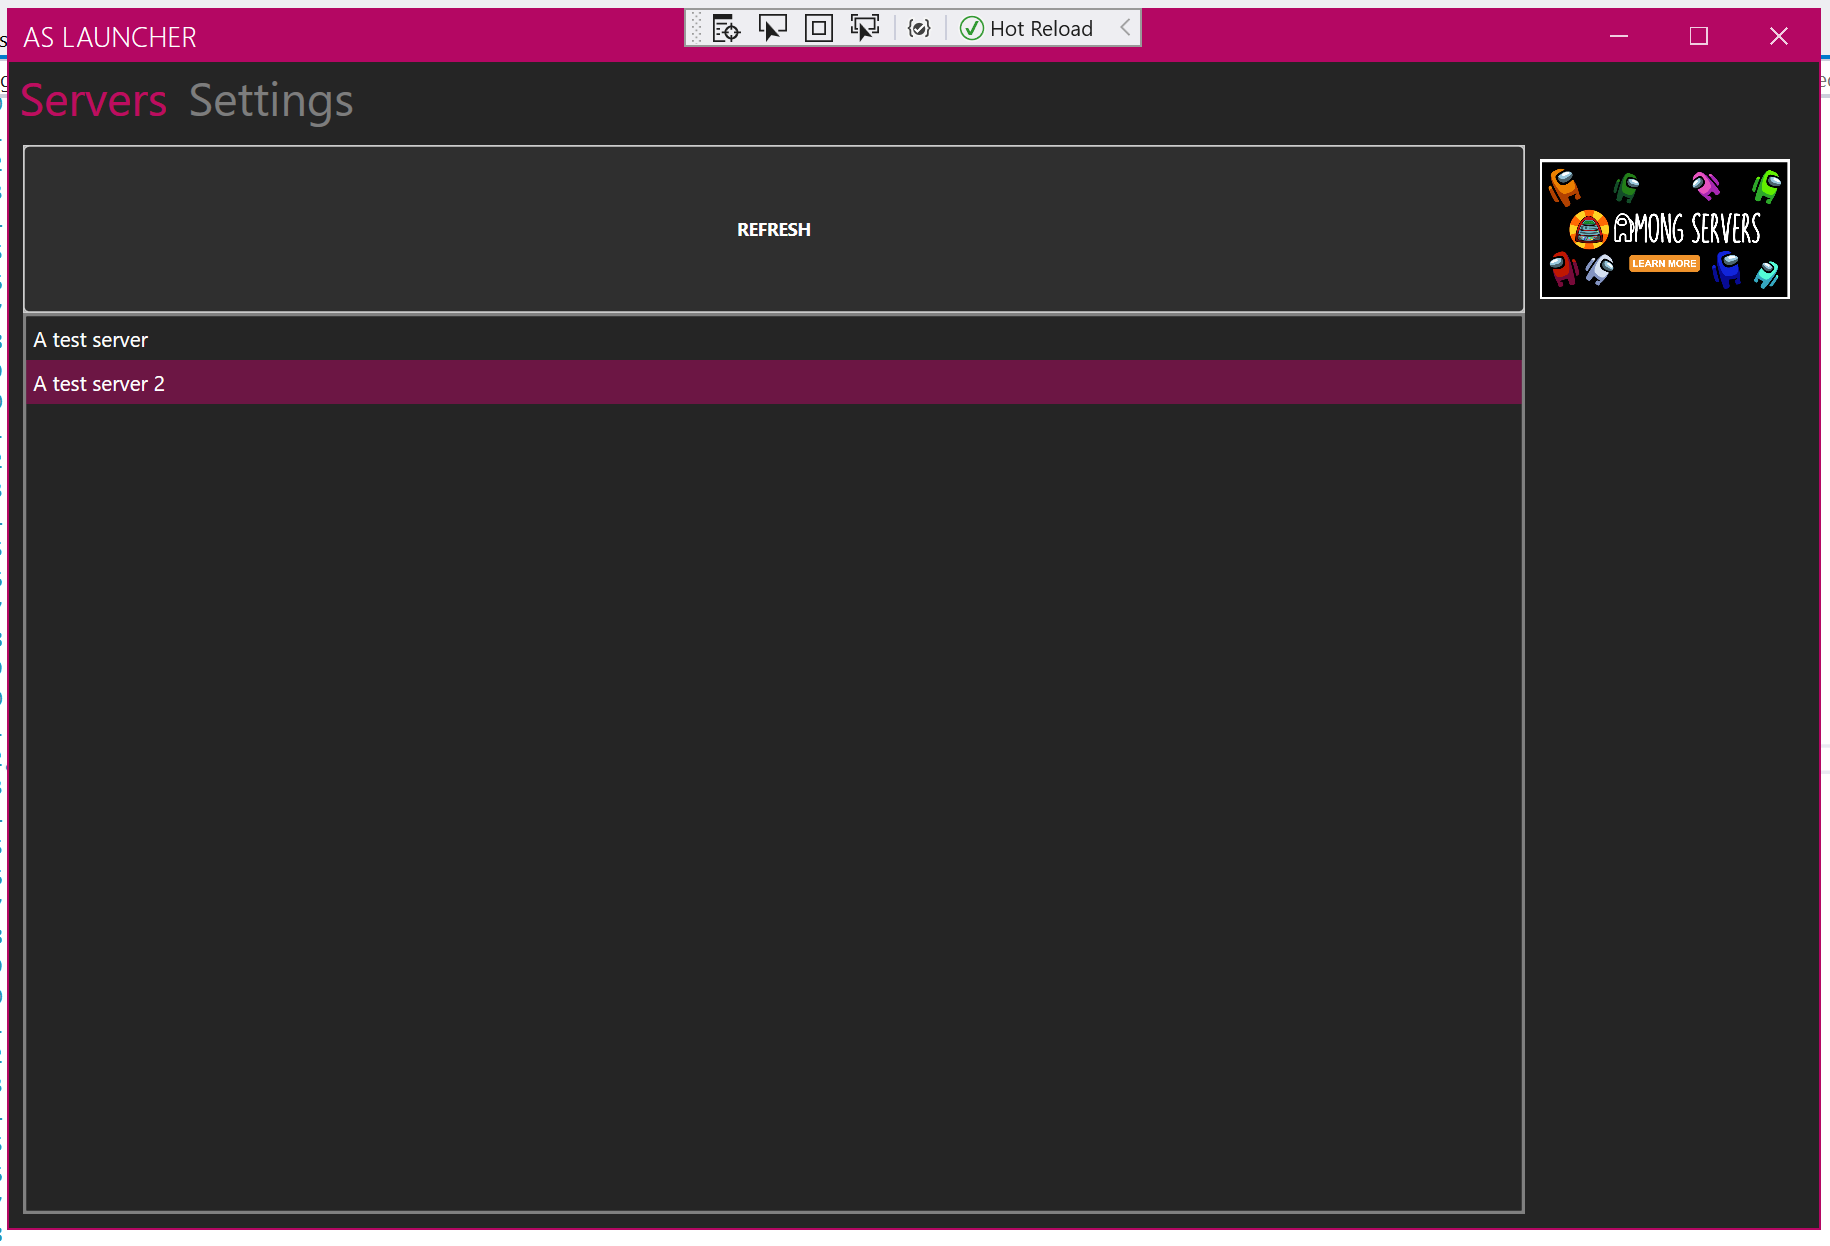 AS LAUNCHER
Hot Reload
Servers Settings
REFRESH
AMONG SERVERS
LEARN MORE
A test server
A test server 2